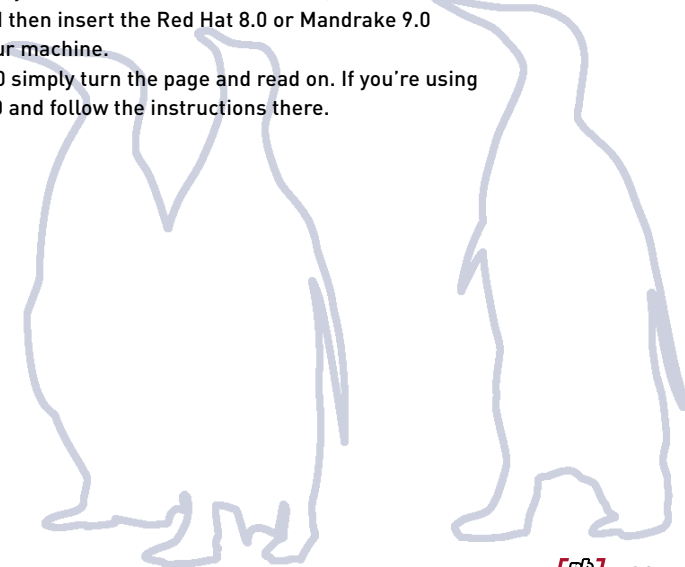 then insert the Red Hat 8.0 or Mandrake 9.0
ur machine.
0 simply turn the page and read on. If you're using
and follow the instructions there.